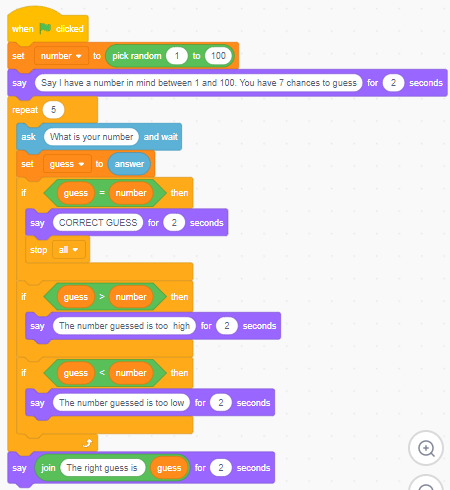 when clicked
set number to pick random 1 to 100
say Say I have a number in mind between 1 and 100. You have 7 chances to guess for 2 seconds
repeat 5
ask What is your number and wait
set guess to answer
if guess = number then
say CORRECT GUESS for 2 seconds
stop all
if guess > number then
say The number guessed is too high for 2 seconds
if guess < number then
say The number guessed is too low for 2 seconds
say join The right guess is guess for 2 seconds